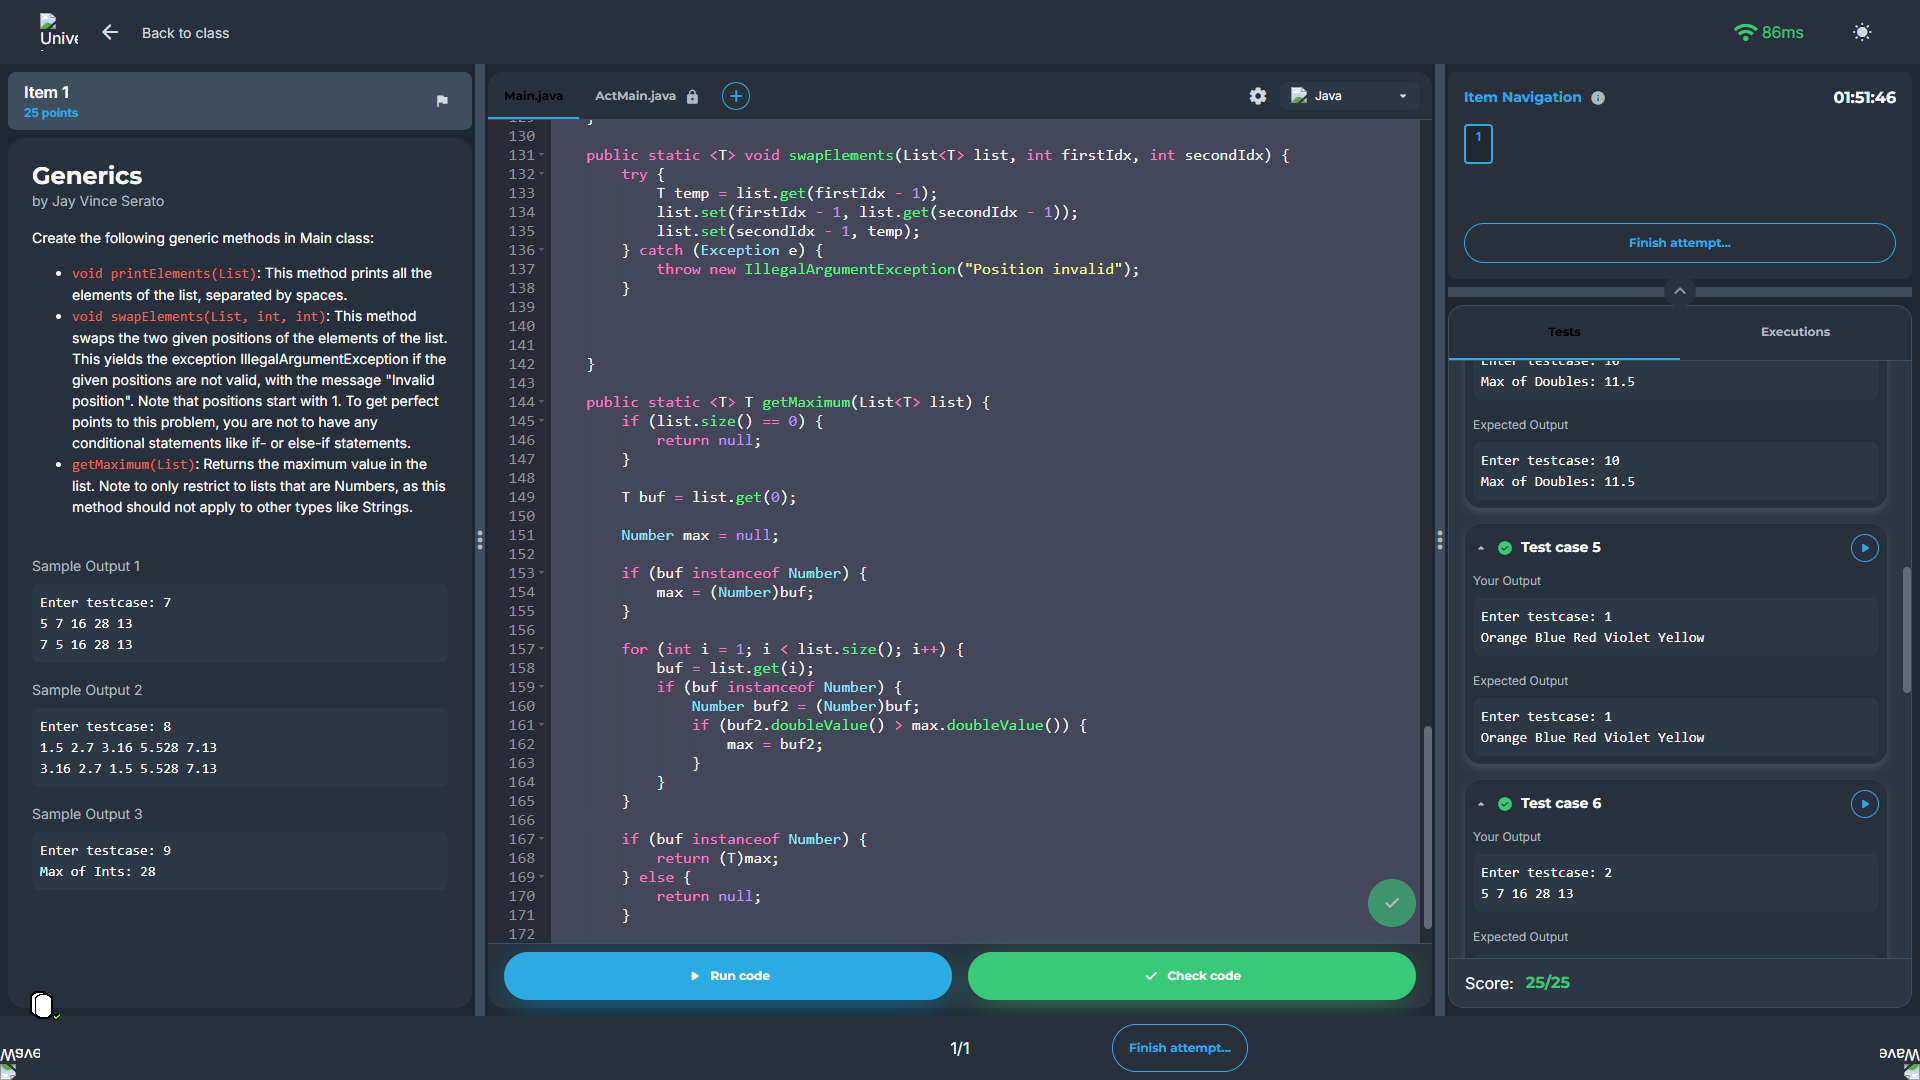 Unive
Back to class
86ms
Item 1
25 points
Generics
by Jay Vince Serato
Create the following generic methods in Main class:
• void printElements(List): This method prints all the
elements of the list, separated by spaces.
• void swapElements(List, int, int): This method
swaps the two given positions of the elements of the list.
This yields the exception IllegalArgumentException if the
given positions are not valid, with the message "Invalid
position". Note that positions start with 1. To get perfect
points to this problem, you are not to have any
conditional statements like if- or else-if statements.
• getMaximum(List): Returns the maximum value in the
list. Note to only restrict to lists that are Numbers, as this
method should not apply to other types like Strings.
Sample Output 1
Enter testcase: 7
5 7 16 28 13
7 5 16 28 13
Sample Output 2
Enter testcase: 8
1.5 2.7 3.16 5.528 7.13
3.16 2.7 1.5 5.528 7.13
Sample Output 3
Enter testcase: 9
Max of Ints: 28
Main.java
ActMain.java
Java
129 }
130
131 public static <T> void swapElements(List<T> list, int firstIdx, int secondIdx) {
132 try {
133 T temp = list.get(firstIdx - 1);
134 list.set(firstIdx - 1, list.get(secondIdx - 1));
135 list.set(secondIdx - 1, temp);
136 } catch (Exception e) {
137 throw new IllegalArgumentException("Position invalid");
138 }
139
140
141
142 }
143
144 public static <T> T getMaximum(List<T> list) {
145 if (list.size() == 0) {
146 return null;
147 }
148
149 T buf = list.get(0);
150
151 Number max = null;
152
153 if (buf instanceof Number) {
154 max = (Number)buf;
155 }
156
157 for (int i = 1; i < list.size(); i++) {
158 buf = list.get(i);
159 if (buf instanceof Number) {
160 Number buf2 = (Number)buf;
161 if (buf2.doubleValue() > max.doubleValue()) {
162 max = buf2;
163 }
164 }
165 }
166
167 if (buf instanceof Number) {
168 return (T)max;
169 } else {
170 return null;
171 }
172
Run code
Check code
Item Navigation
01:51:46
1
Finish attempt...
Tests
Executions
Enter testcase: 10
Max of Doubles: 11.5
Expected Output
Enter testcase: 10
Max of Doubles: 11.5
Test case 5
Your Output
Enter testcase: 1
Orange Blue Red Violet Yellow
Expected Output
Enter testcase: 1
Orange Blue Red Violet Yellow
Test case 6
Your Output
Enter testcase: 2
5 7 16 28 13
Expected Output
Score: 25/25
Wave
1/1
Finish attempt...
Wave